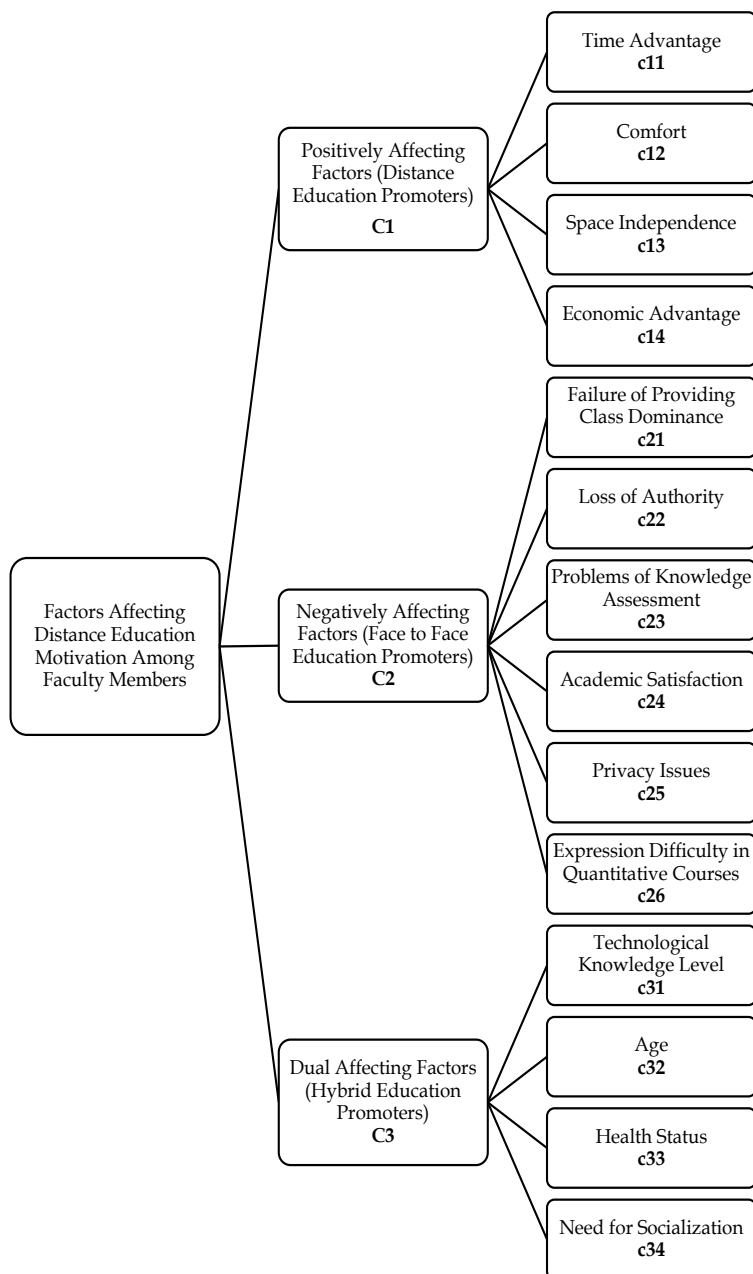 Factors Affecting
Distance Education
Motivation Among
Faculty Members
Positively Affecting
Factors (Distance
Education Promoters)
C1
Time Advantage
c11
Comfort
c12
Space Independence
c13
Economic Advantage
c14
Negatively Affecting
Factors (Face to Face
Education Promoters)
C2
Failure of Providing
Class Dominance
c21
Loss of Authority
c22
Problems of Knowledge
Assessment
c23
Academic Satisfaction
c24
Privacy Issues
c25
Expression Difficulty in
Quantitative Courses
c26
Dual Affecting Factors
(Hybrid Education
Promoters)
C3
Technological
Knowledge Level
c31
Age
c32
Health Status
c33
Need for Socialization
c34